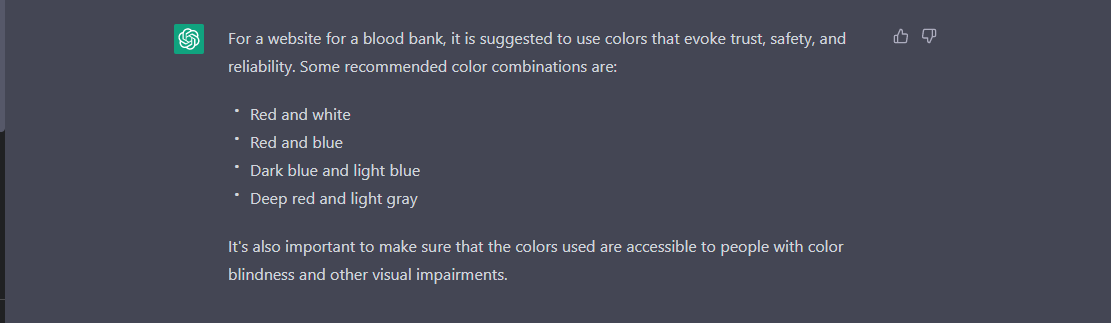 For a website for a blood bank, it is suggested to use colors that evoke trust, safety, and
reliability. Some recommended color combinations are:
• Red and white
• Red and blue
• Dark blue and light blue
• Deep red and light gray
It's also important to make sure that the colors used are accessible to people with color
blindness and other visual impairments.